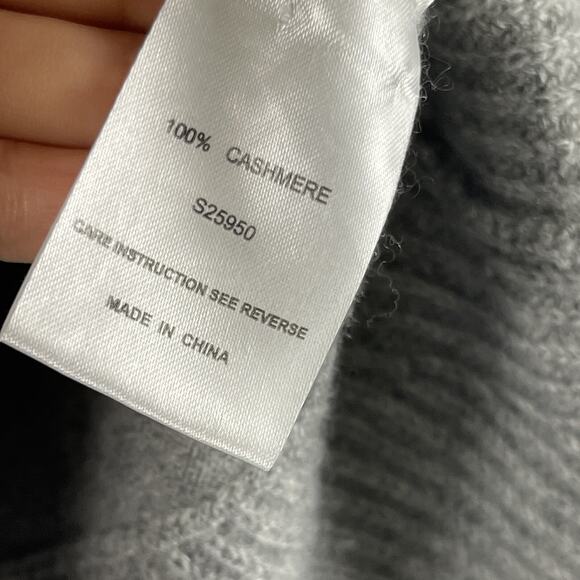 100% CASHMERE
S25950
CARE INSTRUCTION SEE REVERSE
MADE IN CHINA